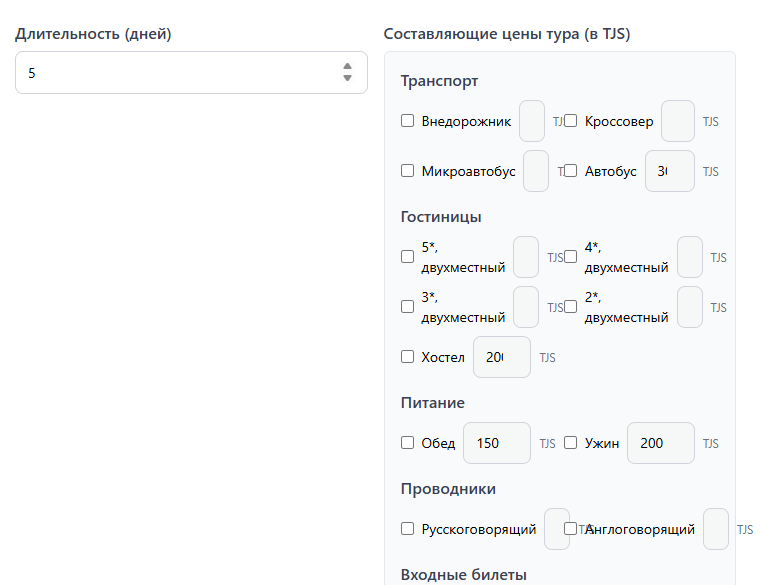 Длительность (дней)
5
Составляющие цены тура (в TJS)
Транспорт
Внедорожник TJS Кроссовер TJS
Микроавтобус Автобус TJS
Гостиницы
5*, двухместный TJS 4*, двухместный TJS
3*, двухместный TJS 2*, двухместный TJS
Хостел TJS
Питание
Обед 150 TJS Ужин 200 TJS
Проводники
Русскоговорящий TJS Англоговорящий TJS
Входные билеты